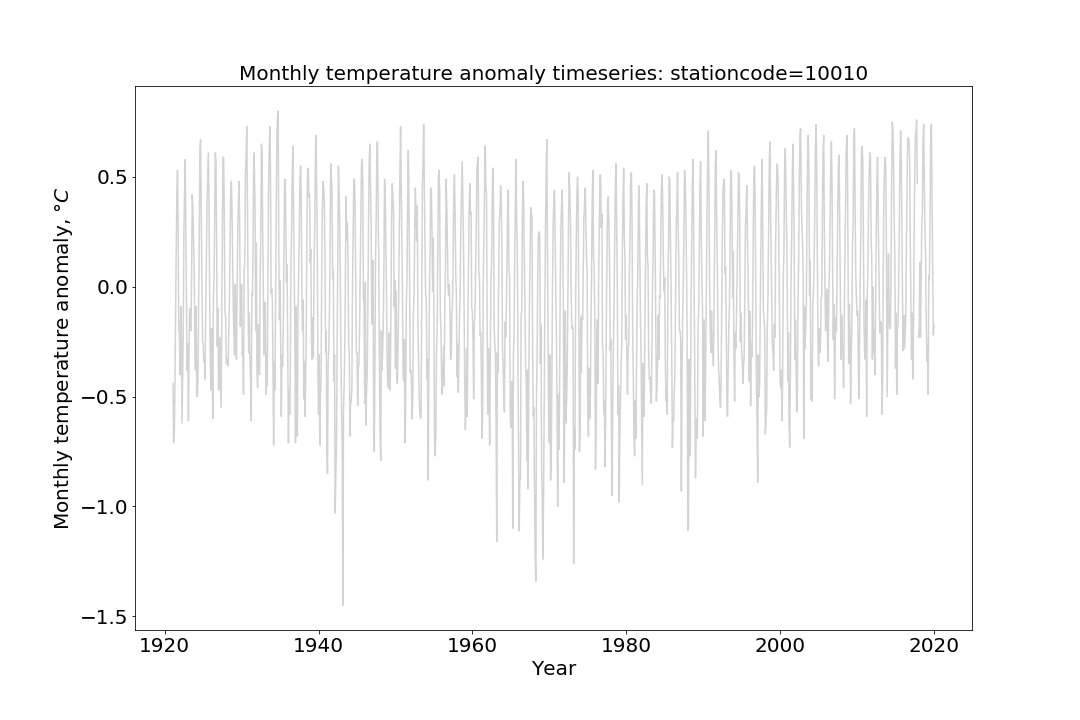 Monthly temperature anomaly timeseries: stationcode=10010
Monthly temperature anomaly, °C
0.5
0.0
−0.5
−1.0
−1.5
1920 1940 1960 1980 2000 2020
Year